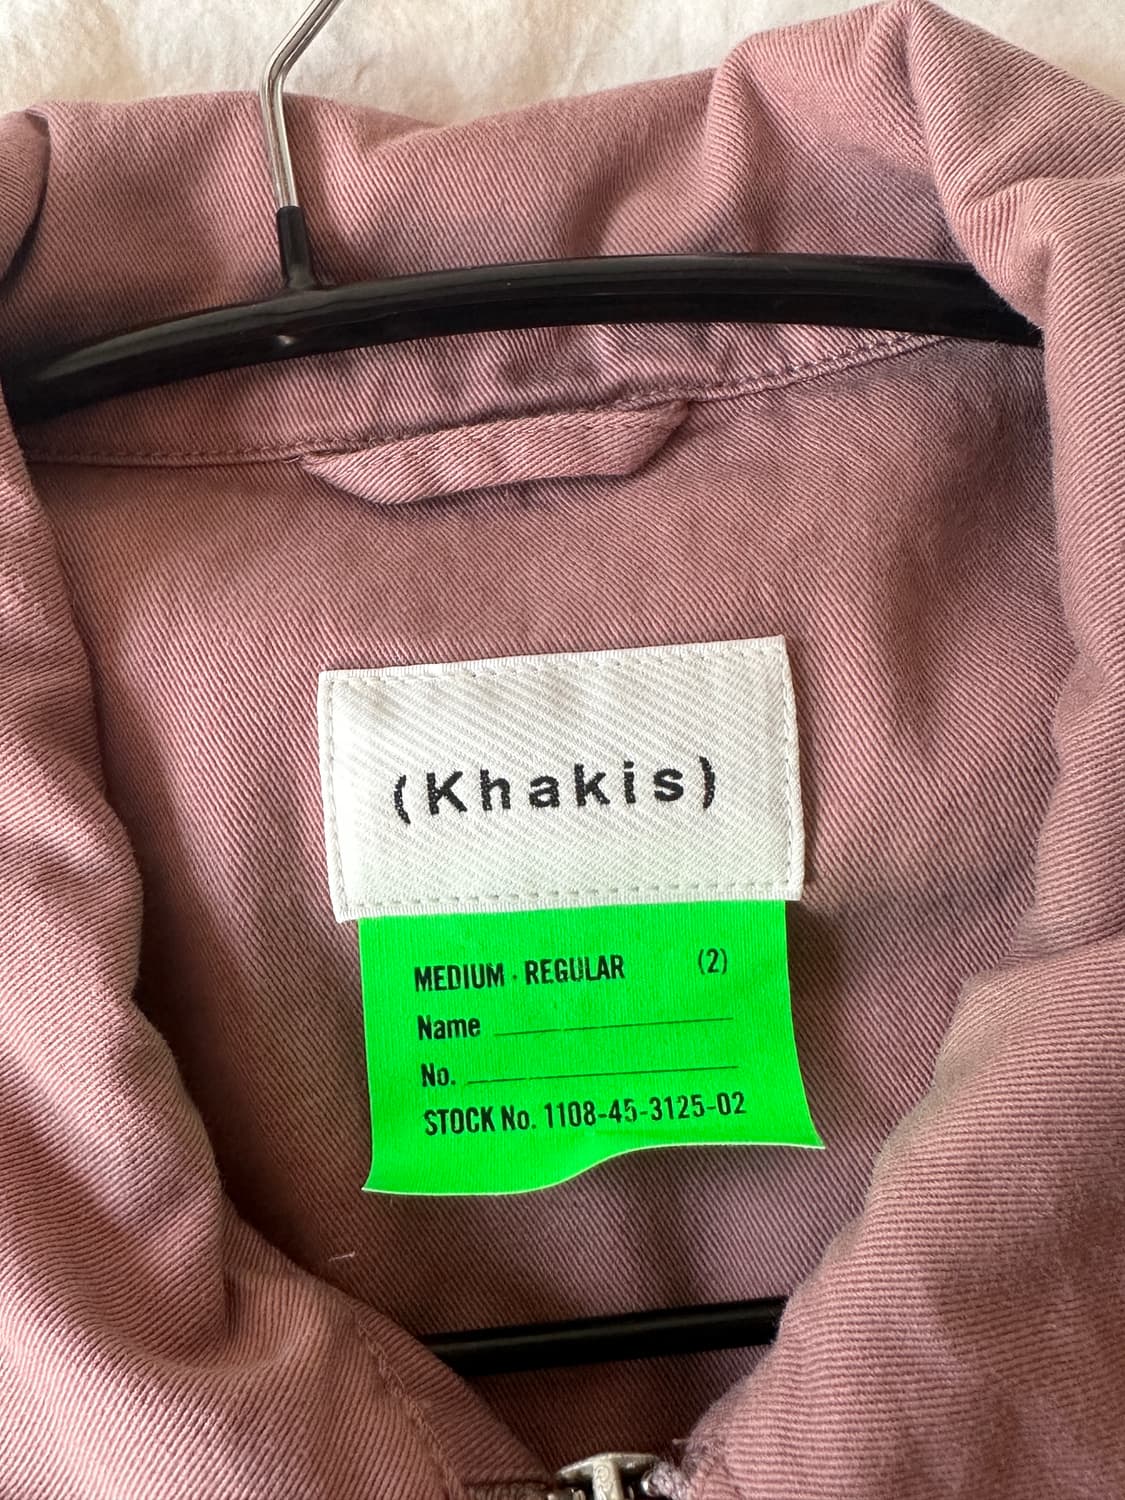 (Khakis)
MEDIUM · REGULAR (2)
Name
No.
STOCK No. 1108-45-3125-02